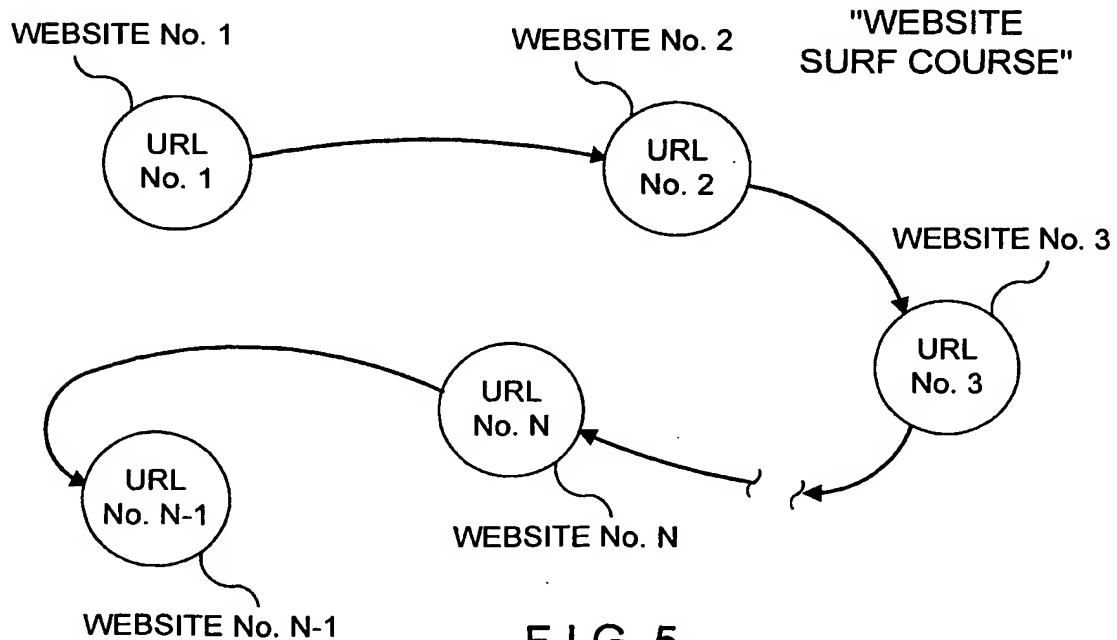 WEBSITE No. 1
WEBSITE No. 2
"WEBSITE
SURF COURSE"
URL
No. 1
URL
No. 2
WEBSITE No. 3
URL
No. 3
URL
No. N
URL
No. N-1
WEBSITE No. N
WEBSITE No. N-1
FIG. 5